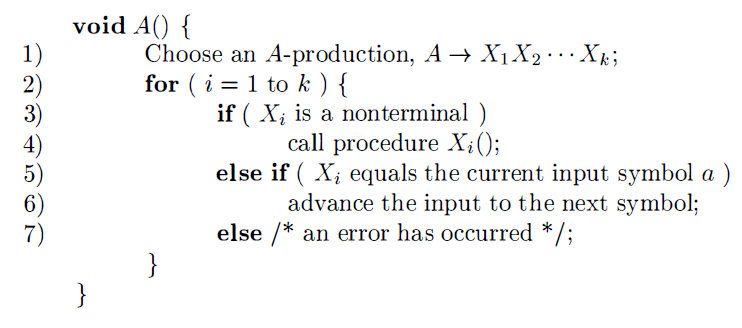 void A() {
1) Choose an A-production, A → X₁X₂ ··· Xₖ;
2) for ( i = 1 to k ) {
3) if ( Xᵢ is a nonterminal )
4) call procedure Xᵢ();
5) else if ( Xᵢ equals the current input symbol a )
6) advance the input to the next symbol;
7) else /* an error has occurred */;
}
}